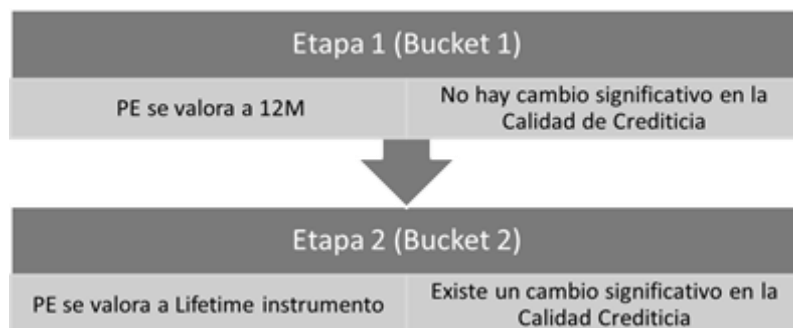 Etapa 1 (Bucket 1)
PE se valora a 12M
No hay cambio significativo en la
Calidad de Crediticia
Etapa 2 (Bucket 2)
PE se valora a Lifetime instrumento
Existe un cambio significativo en la
Calidad Crediticia